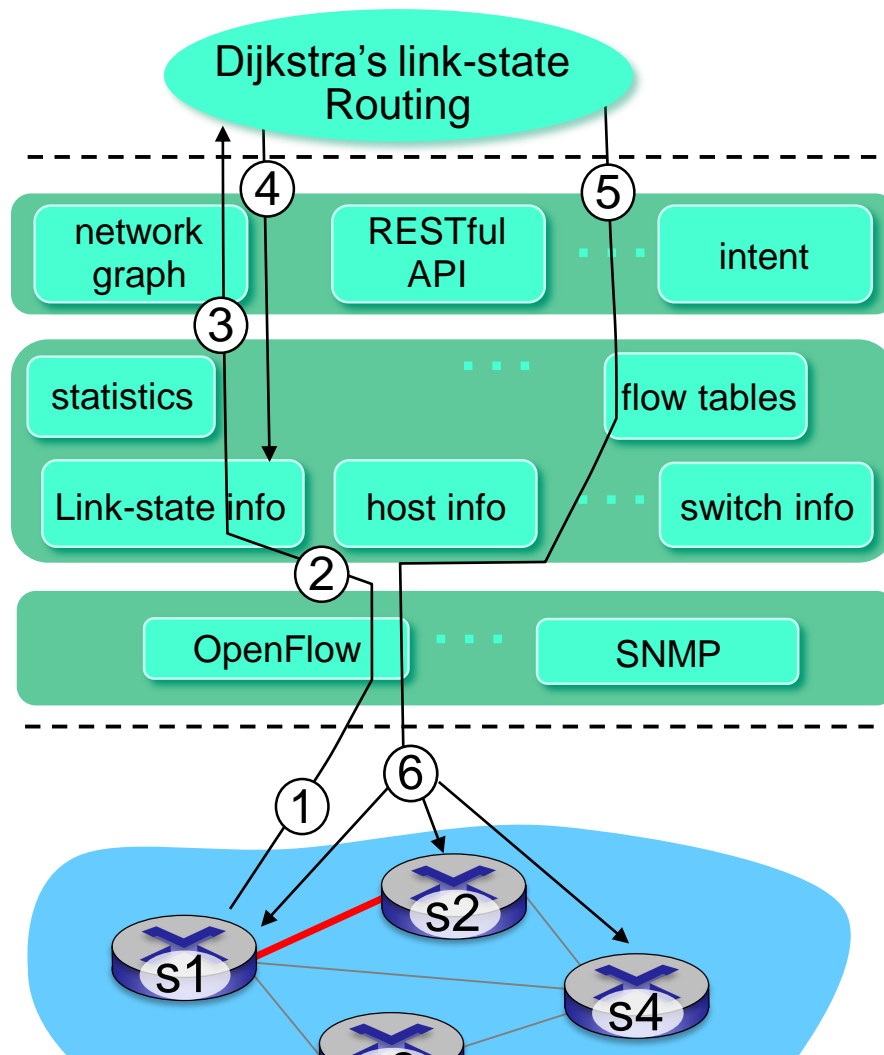 Dijkstra's link-state
Routing
4
5
network
graph
RESTful
API
intent
3
statistics
flow tables
Link-state info
host info
switch info
2
OpenFlow
SNMP
1
6
s2
s1
s4